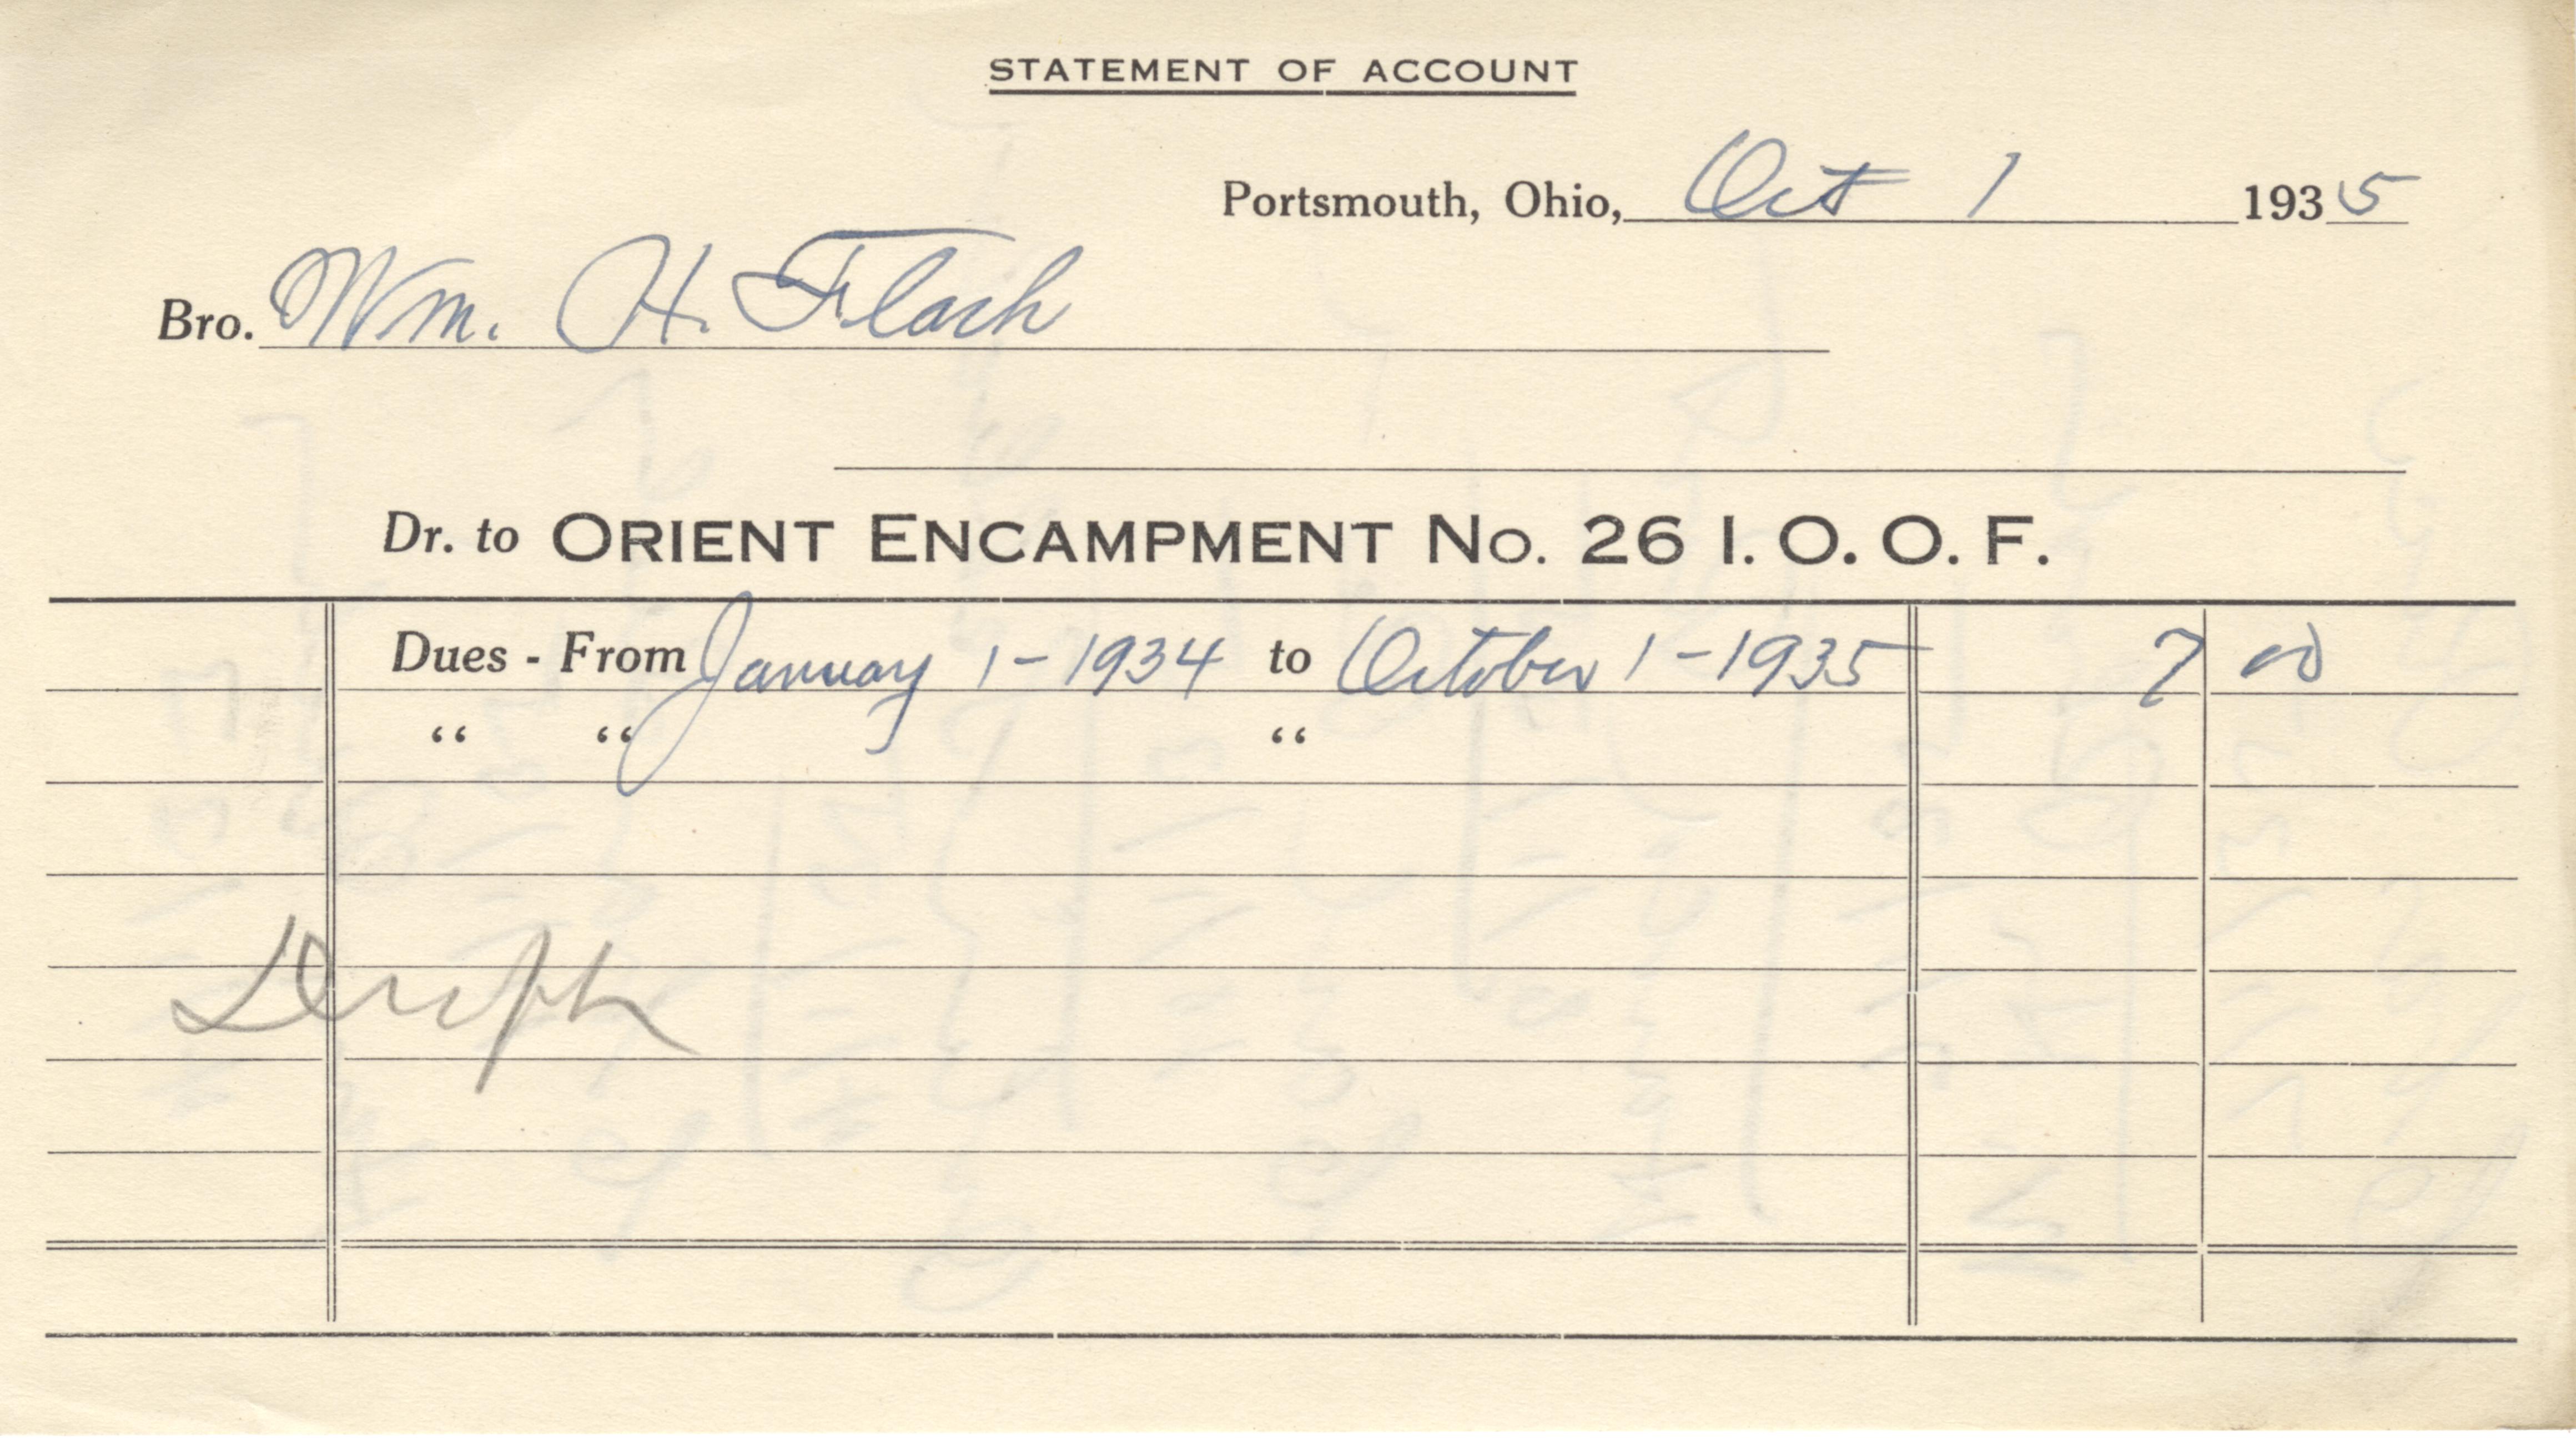 STATEMENT OF ACCOUNT
Portsmouth, Ohio, Oct 1 1935
Bro. Wm. H. Flach
Dr. to ORIENT ENCAMPMENT No. 26 I. O. O. F.
Dues - From January 1-1934 to October 1-1935 7 00
“ “ “